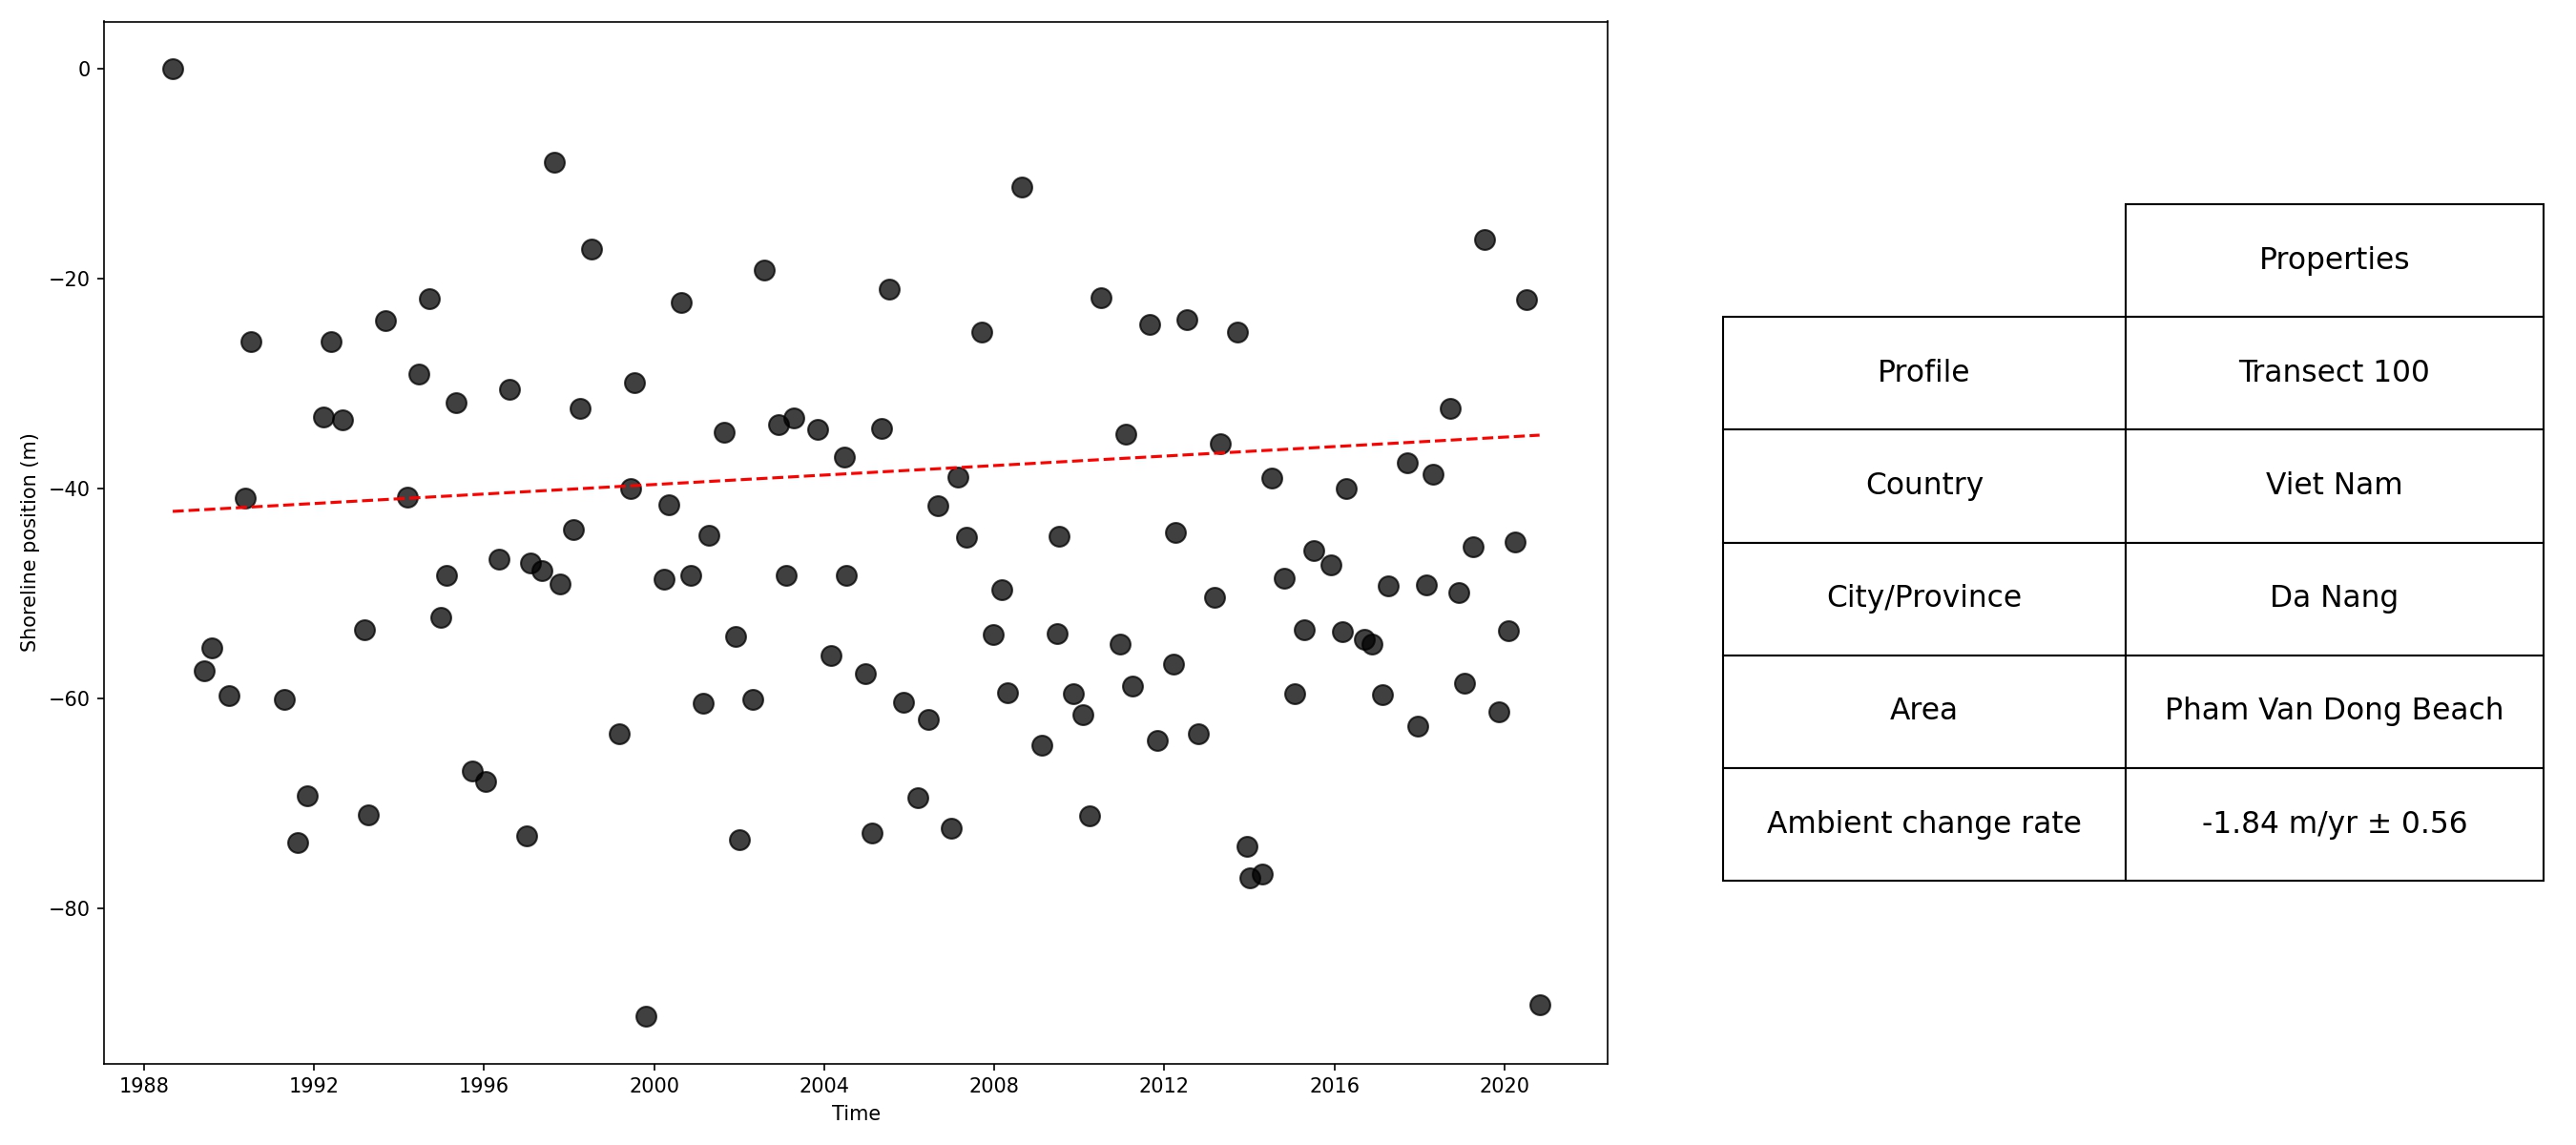 0
−20
−40
−60
−80
Shoreline position (m)
1988 1992 1996 2000 2004 2008 2012 2016 2020
Time
Properties
Profile Transect 100
Country Viet Nam
City/Province Da Nang
Area Pham Van Dong Beach
Ambient change rate -1.84 m/yr ± 0.56